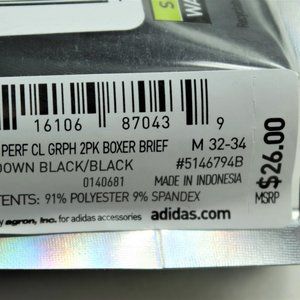 S
WA
16106 87043 9
PERF CL GRPH 2PK BOXER BRIEF M 32-34
DOWN BLACK/BLACK #5146794B
0140681 MADE IN INDONESIA
TENTS: 91% POLYESTER 9% SPANDEX
y agron, inc. for adidas accessories adidas.com
$26.00
MSRP